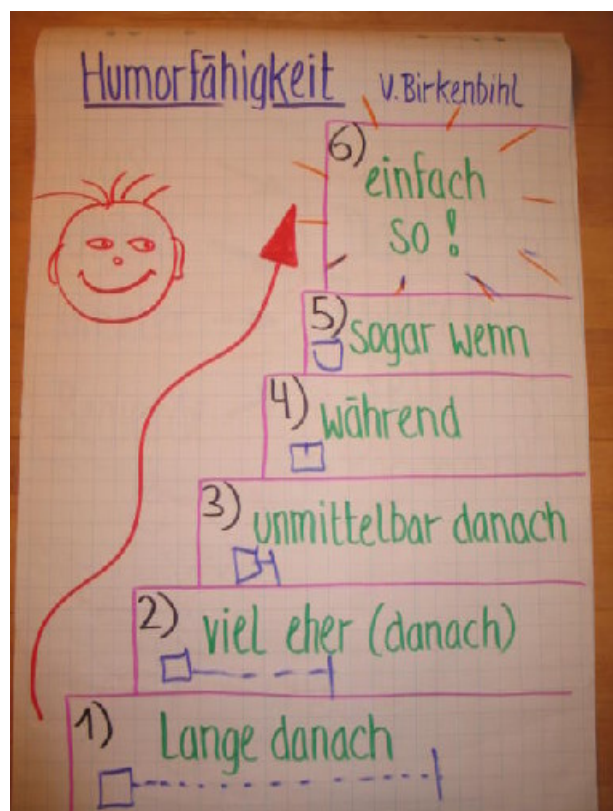 Humorfähigkeit V. Birkenbihl
6) einfach
so!
5) sogar wenn
4) während
3) unmittelbar danach
2) viel eher (danach)
1) Lange danach